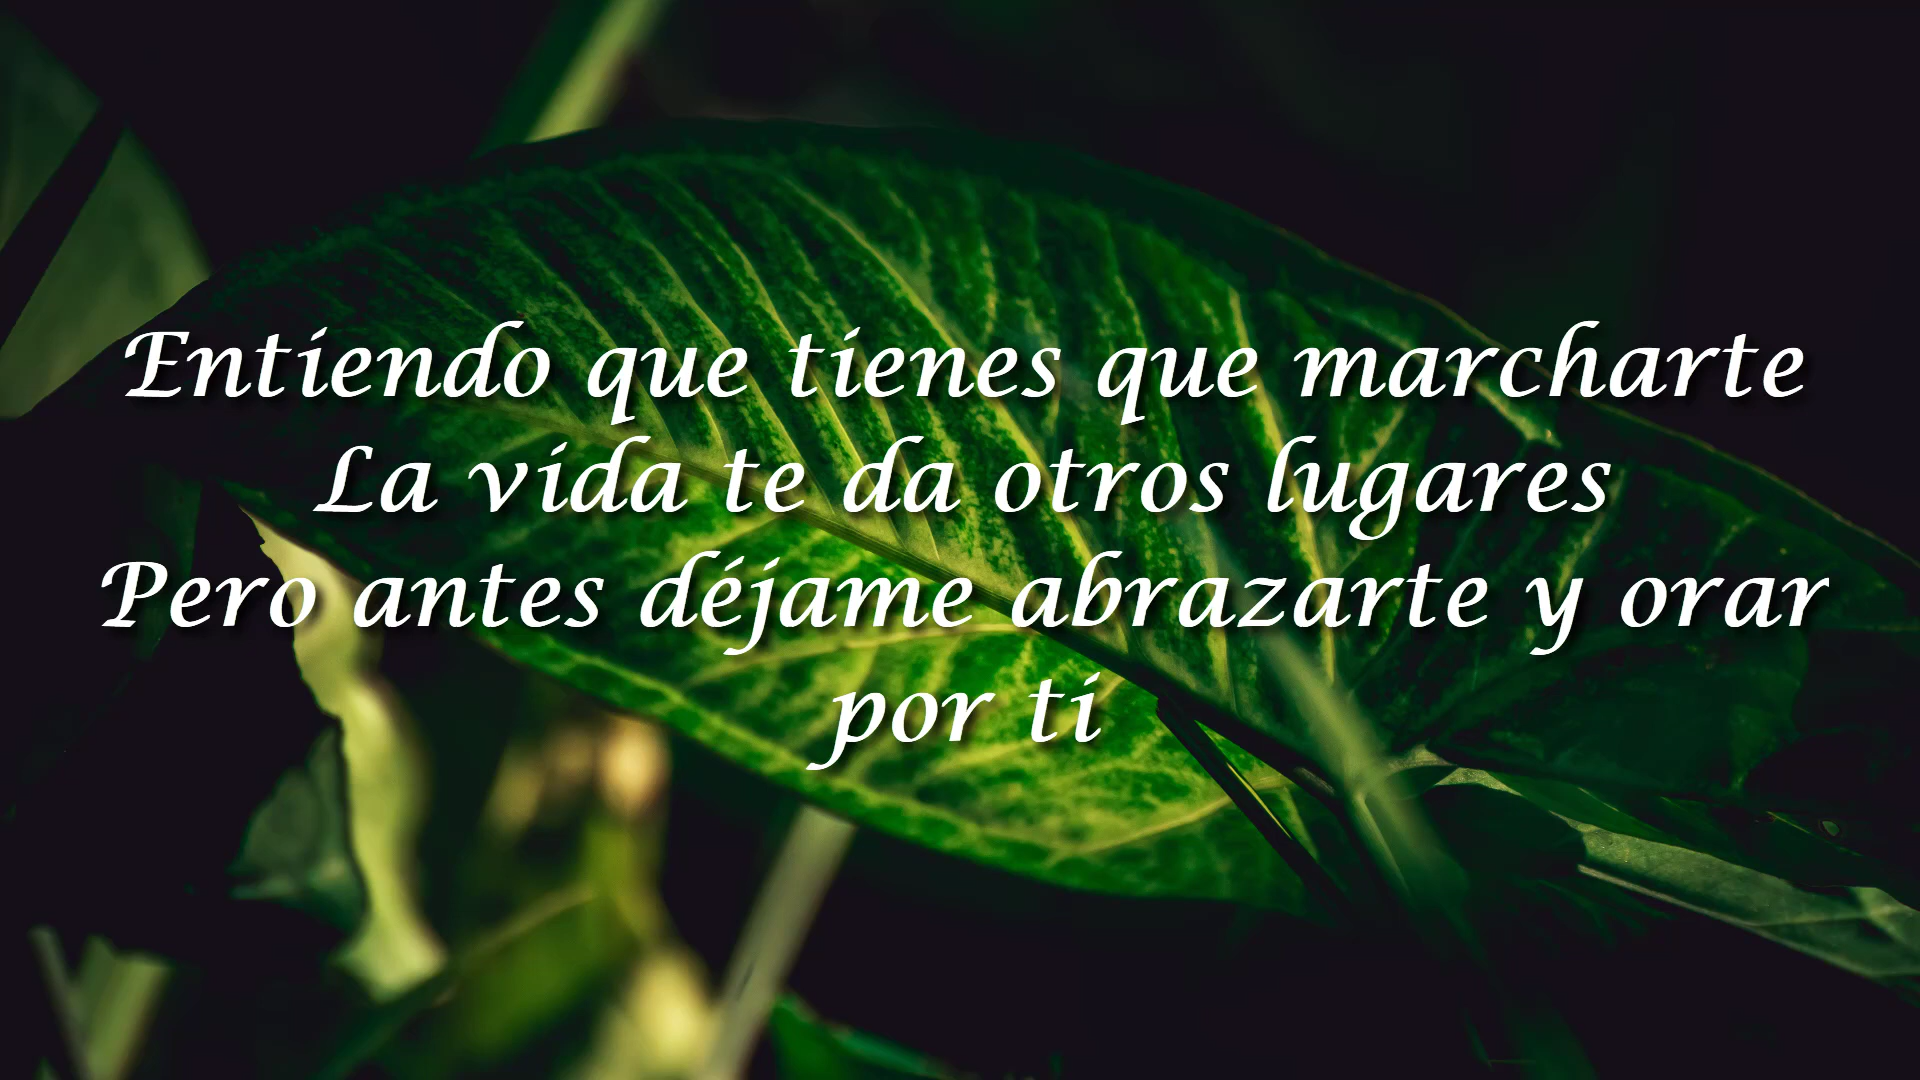 Entiendo que tienes que marcharte
La vida te da otros lugares
Pero antes déjame abrazarte y orar
por ti